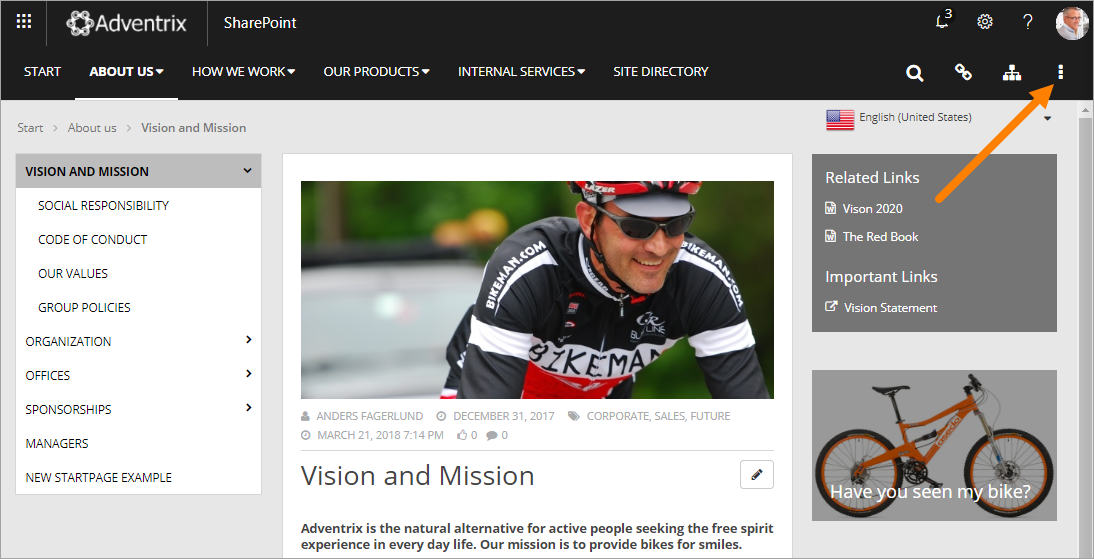 Adventrix
SharePoint
3
?
START
ABOUT US
HOW WE WORK
OUR PRODUCTS
INTERNAL SERVICES
SITE DIRECTORY
Start > About us > Vision and Mission
English (United States)
VISION AND MISSION
SOCIAL RESPONSIBILITY
CODE OF CONDUCT
OUR VALUES
GROUP POLICIES
ORGANIZATION
OFFICES
SPONSORSHIPS
MANAGERS
NEW STARTPAGE EXAMPLE
LAZER
BIKEMAN.COM
BIKEMAN.COM
BIKEMAN
ANDERS FAGERLUND DECEMBER 31, 2017 CORPORATE, SALES, FUTURE
MARCH 21, 2018 7:14 PM 0 0
Vision and Mission
Adventrix is the natural alternative for active people seeking the free spirit
experience in every day life. Our mission is to provide bikes for smiles.
Related Links
Vison 2020
The Red Book
Important Links
Vision Statement
Have you seen my bike?